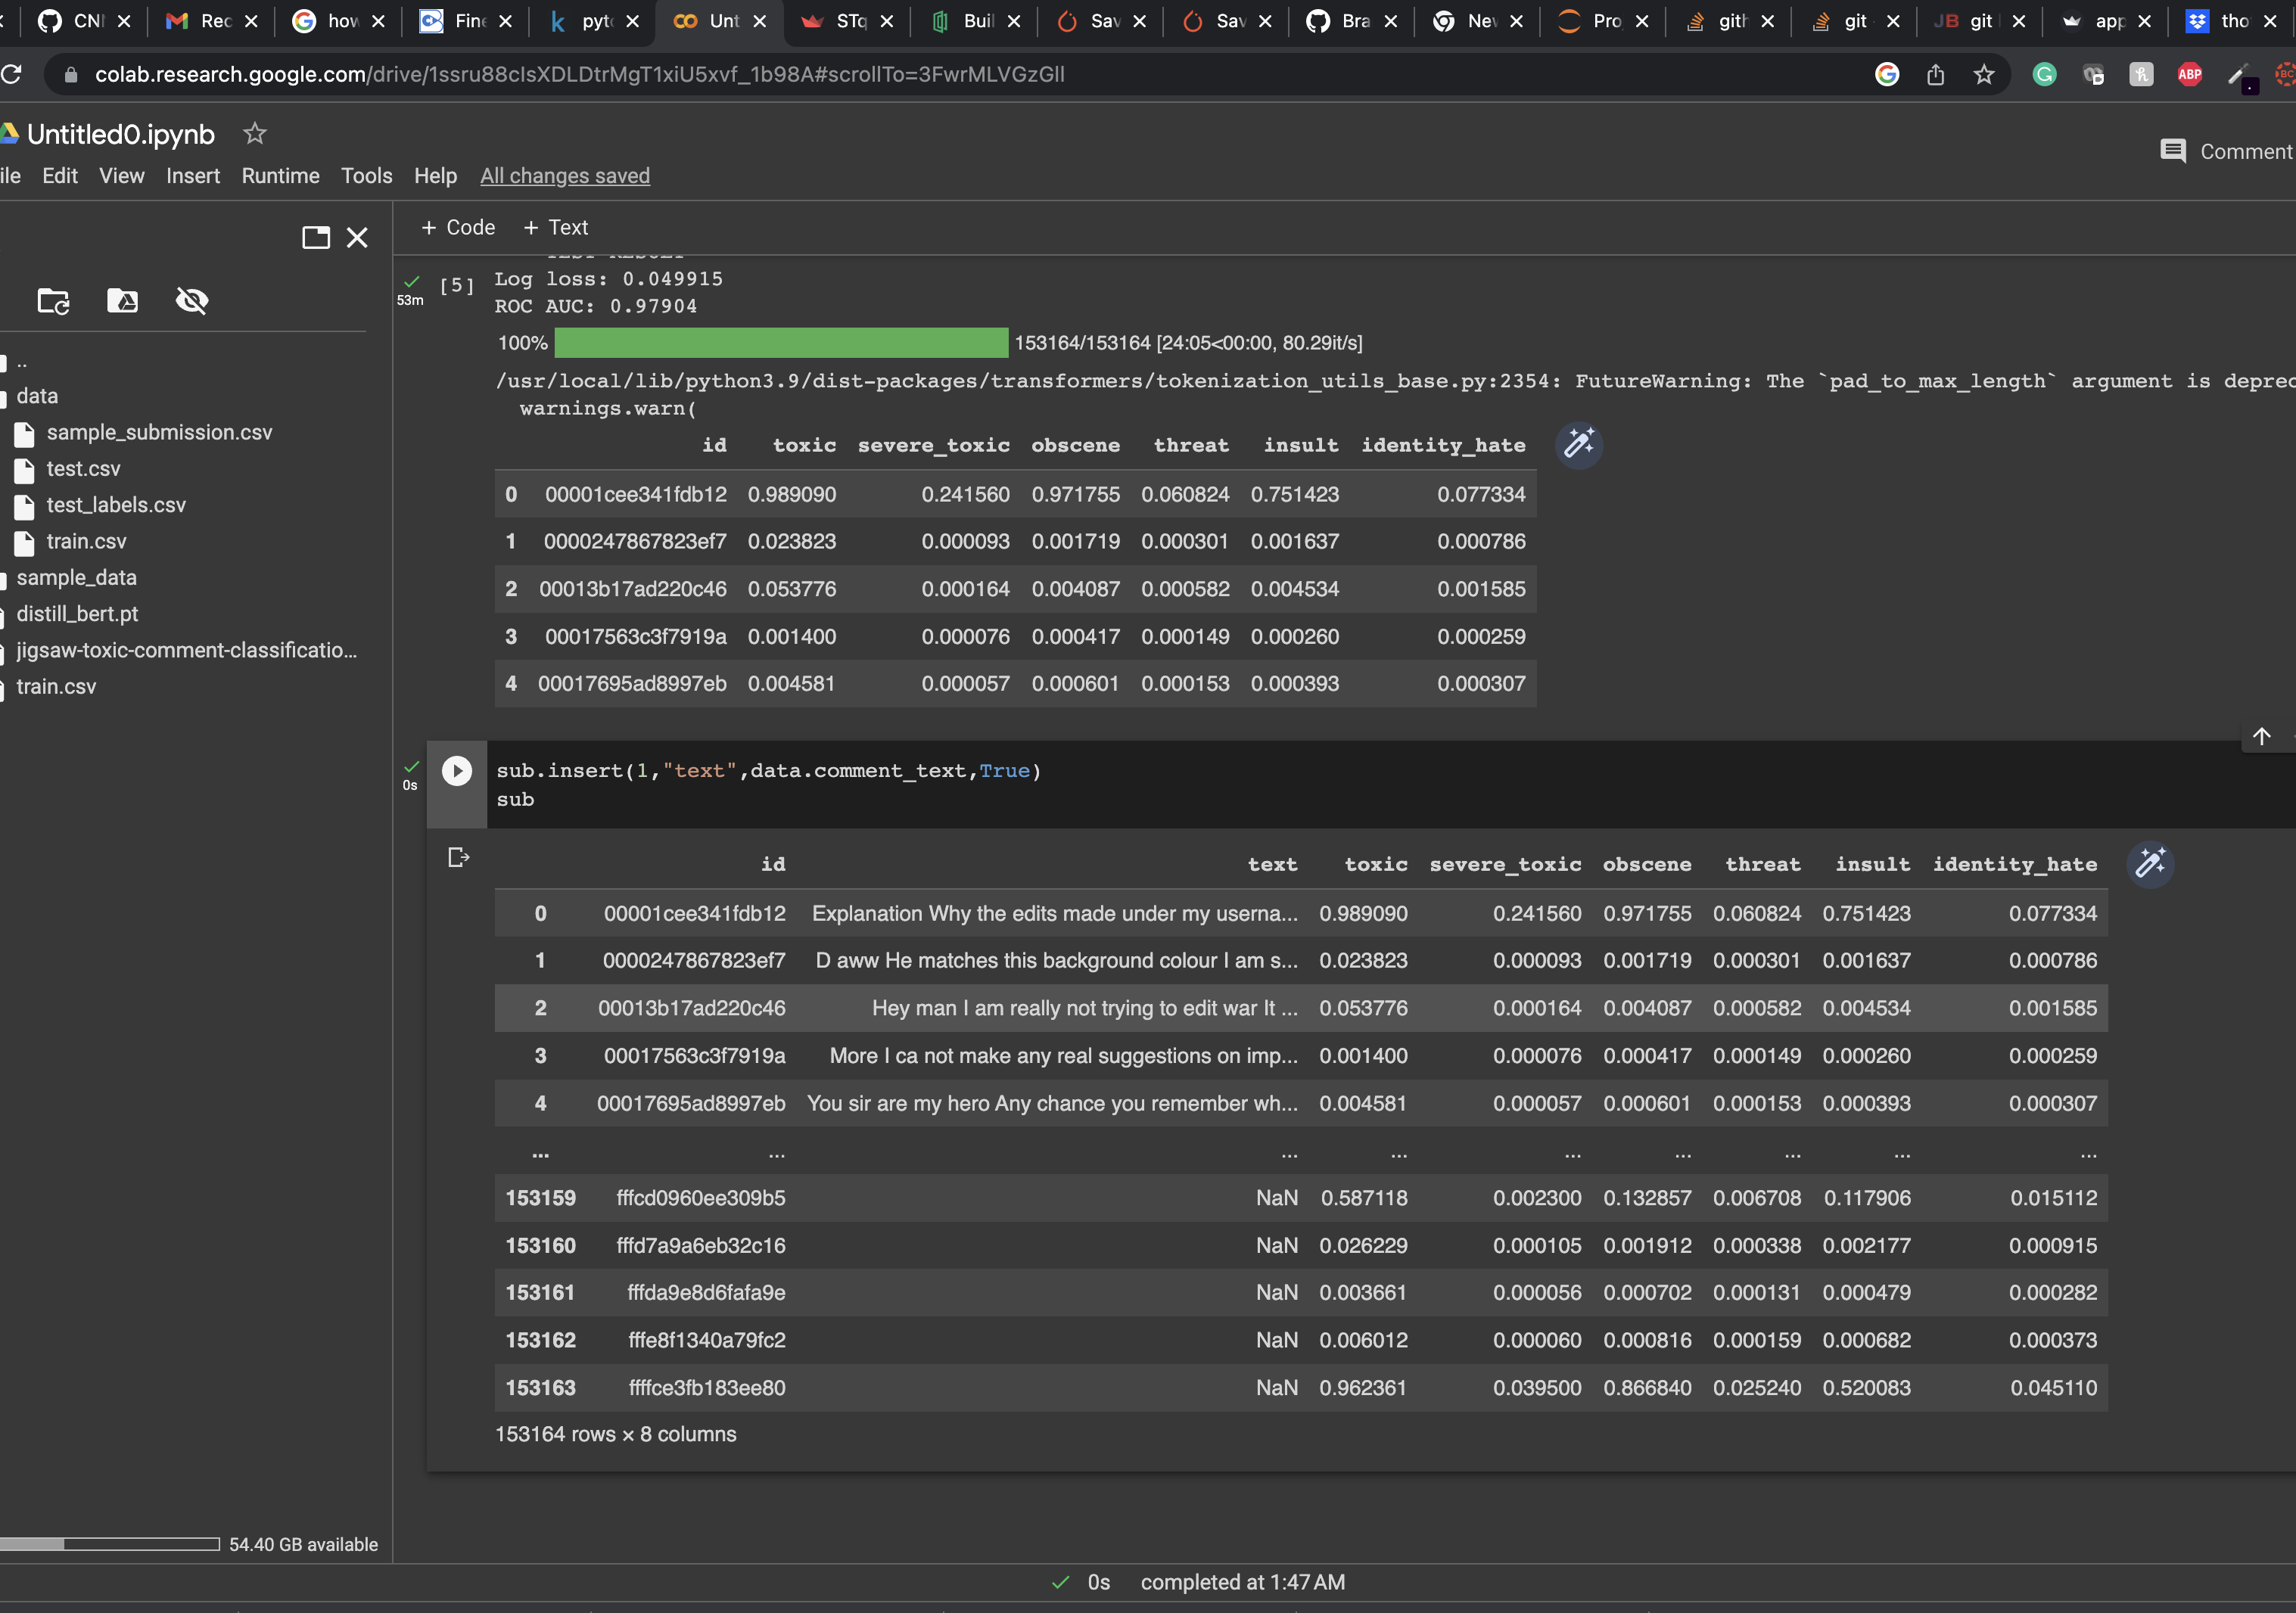 CNI Rec how Fine pyt Unt STq Buil Sav Sav Bra Nev Pro gith git git app tho
colab.research.google.com/drive/1ssru88cIsXDLDtrMgT1xiU5xvf_1b98A#scrollTo=3FwrMLVGzGll
ABP
Untitled0.ipynb
Comment
ile Edit View Insert Runtime Tools Help All changes saved
+ Code + Text
..
data
sample_submission.csv
test.csv
test_labels.csv
train.csv
sample_data
distill_bert.pt
jigsaw-toxic-comment-classificatio...
train.csv
54.40 GB available
53m
[5]
TEST RESULT
Log loss: 0.049915
ROC AUC: 0.97904
100% 153164/153164 [24:05<00:00, 80.29it/s]
/usr/local/lib/python3.9/dist-packages/transformers/tokenization_utils_base.py:2354: FutureWarning: The `pad_to_max_length` argument is deprec
warnings.warn(
id toxic severe_toxic obscene threat insult identity_hate
0 00001cee341fdb12 0.989090 0.241560 0.971755 0.060824 0.751423 0.077334
1 0000247867823ef7 0.023823 0.000093 0.001719 0.000301 0.001637 0.000786
2 00013b17ad220c46 0.053776 0.000164 0.004087 0.000582 0.004534 0.001585
3 00017563c3f7919a 0.001400 0.000076 0.000417 0.000149 0.000260 0.000259
4 00017695ad8997eb 0.004581 0.000057 0.000601 0.000153 0.000393 0.000307
0s
sub.insert(1,"text",data.comment_text,True)
sub
id text toxic severe_toxic obscene threat insult identity_hate
0 00001cee341fdb12 Explanation Why the edits made under my userna... 0.989090 0.241560 0.971755 0.060824 0.751423 0.077334
1 0000247867823ef7 D aww He matches this background colour I am s... 0.023823 0.000093 0.001719 0.000301 0.001637 0.000786
2 00013b17ad220c46 Hey man I am really not trying to edit war It ... 0.053776 0.000164 0.004087 0.000582 0.004534 0.001585
3 00017563c3f7919a More I ca not make any real suggestions on imp... 0.001400 0.000076 0.000417 0.000149 0.000260 0.000259
4 00017695ad8997eb You sir are my hero Any chance you remember wh... 0.004581 0.000057 0.000601 0.000153 0.000393 0.000307
... ... ... ... ... ... ... ... ...
153159 fffcd0960ee309b5 NaN 0.587118 0.002300 0.132857 0.006708 0.117906 0.015112
153160 fffd7a9a6eb32c16 NaN 0.026229 0.000105 0.001912 0.000338 0.002177 0.000915
153161 fffda9e8d6fafa9e NaN 0.003661 0.000056 0.000702 0.000131 0.000479 0.000282
153162 fffe8f1340a79fc2 NaN 0.006012 0.000060 0.000816 0.000159 0.000682 0.000373
153163 ffffce3fb183ee80 NaN 0.962361 0.039500 0.866840 0.025240 0.520083 0.045110
153164 rows × 8 columns
0s completed at 1:47 AM